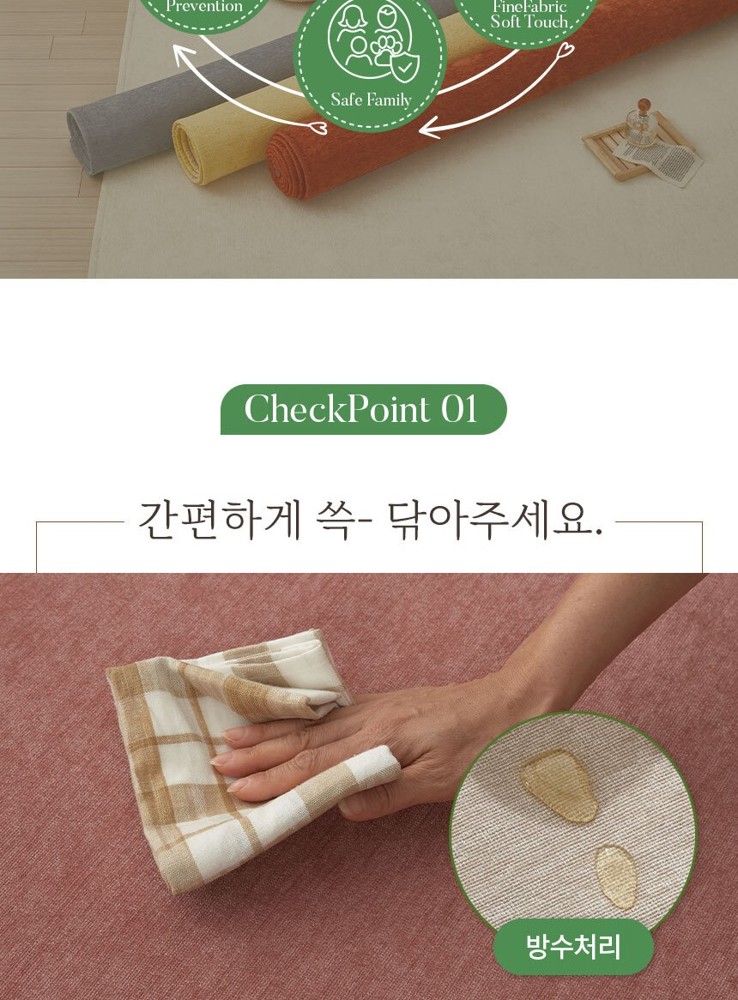 Prevention
FineFabric
Soft Touch
Safe Family
CheckPoint 01
간편하게 쓱- 닦아주세요.
방수처리